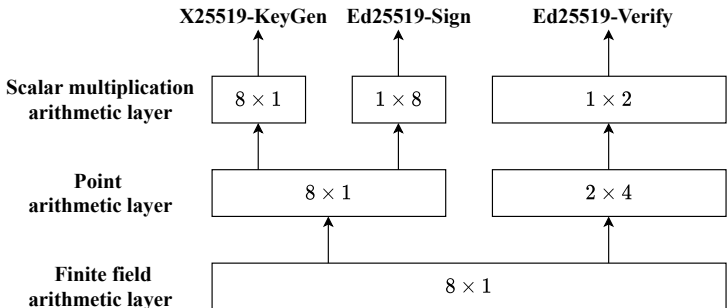 X25519-KeyGen Ed25519-Sign Ed25519-Verify
Scalar multiplication
arithmetic layer
8 × 1 1 × 8 1 × 2
Point
arithmetic layer
8 × 1 2 × 4
Finite field
arithmetic layer
8 × 1